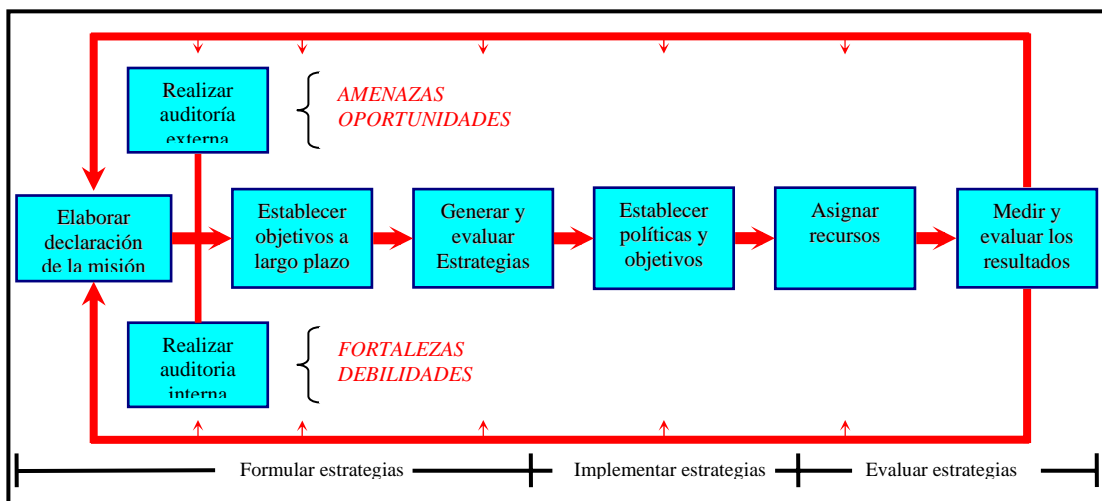 Realizar
auditoría
externa
AMENAZAS
OPORTUNIDADES
Elaborar
declaración
de la misión
Establecer
objetivos a
largo plazo
Generar y
evaluar
Estrategias
Establecer
políticas y
objetivos
Asignar
recursos
Medir y
evaluar los
resultados
Realizar
auditoria
interna
FORTALEZAS
DEBILIDADES
Formular estrategias
Implementar estrategias
Evaluar estrategias